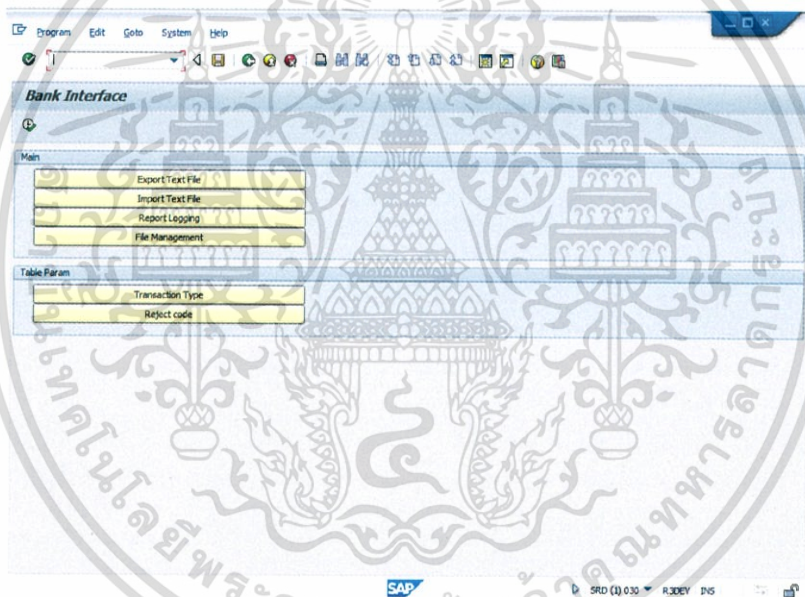 Program Edit Goto System Help
Bank Interface
Main
Export Text File
Import Text File
Report Logging
File Management
Table Param
Transaction Type
Reject code
SAP
SRD (1) 030 R3DEV INS